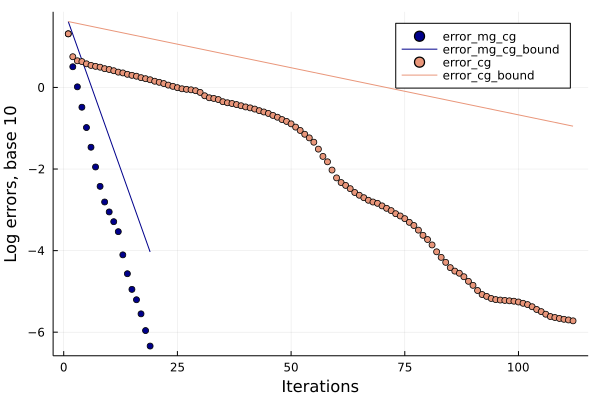 error_mg_cg
error_mg_cg_bound
error_cg
error_cg_bound
0
−2
−4
−6
Log errors, base 10
0 25 50 75 100
Iterations